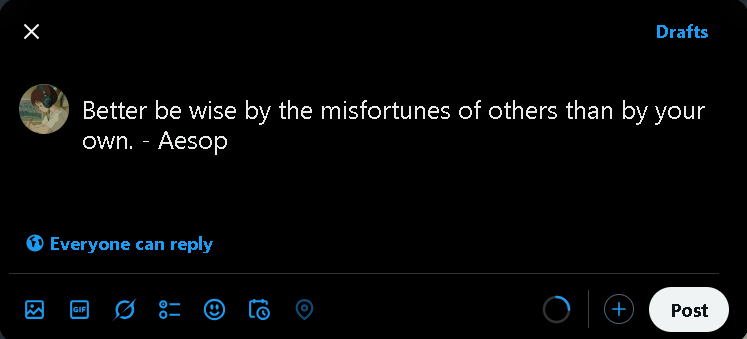 Drafts
Better be wise by the misfortunes of others than by your
own. - Aesop
Everyone can reply
GIF
Post